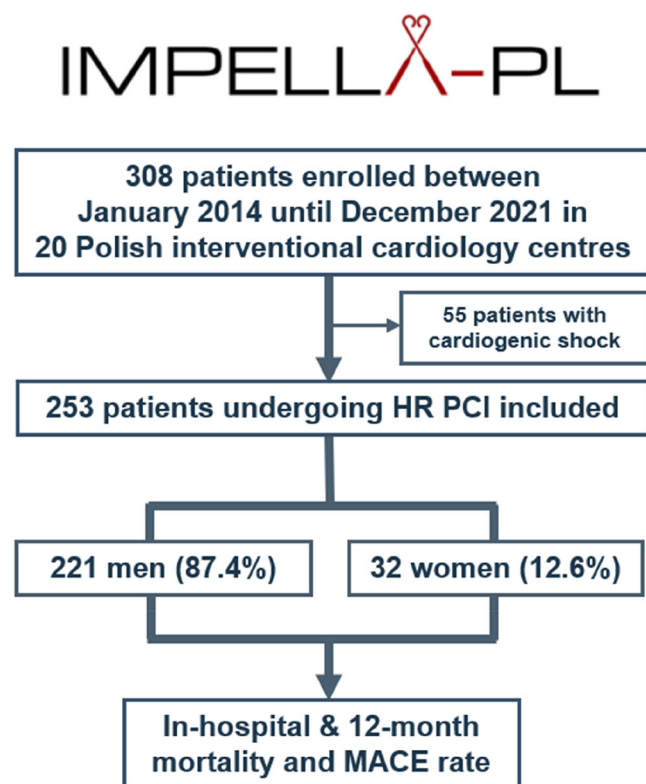 IMPELLA-PL
308 patients enrolled between
January 2014 until December 2021 in
20 Polish interventional cardiology centres
55 patients with
cardiogenic shock
253 patients undergoing HR PCI included
221 men (87.4%)
32 women (12.6%)
In-hospital & 12-month
mortality and MACE rate